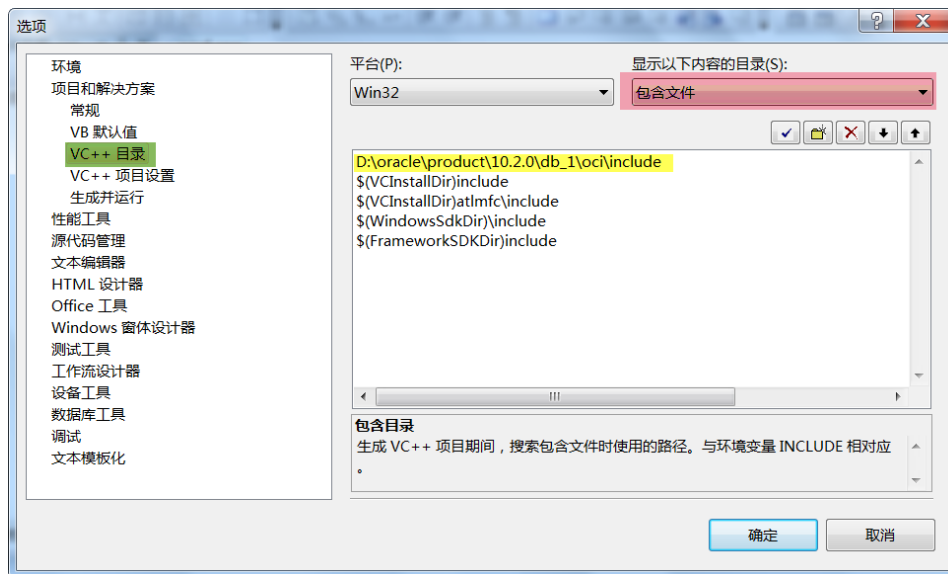 选项
环境
项目和解决方案
常规
VB 默认值
VC++ 目录
VC++ 项目设置
生成并运行
性能工具
源代码管理
文本编辑器
HTML 设计器
Office 工具
Windows 窗体设计器
测试工具
工作流设计器
设备工具
数据库工具
调试
文本模板化
平台(P):
Win32
显示以下内容的目录(S):
包含文件
D:\oracle\product\10.2.0\db_1\oci\include
$(VCInstallDir)include
$(VCInstallDir)atlmfc\include
$(WindowsSdkDir)\include
$(FrameworkSDKDir)include
包含目录
生成 VC++ 项目期间，搜索包含文件时使用的路径。与环境变量 INCLUDE 相对应
。
确定
取消